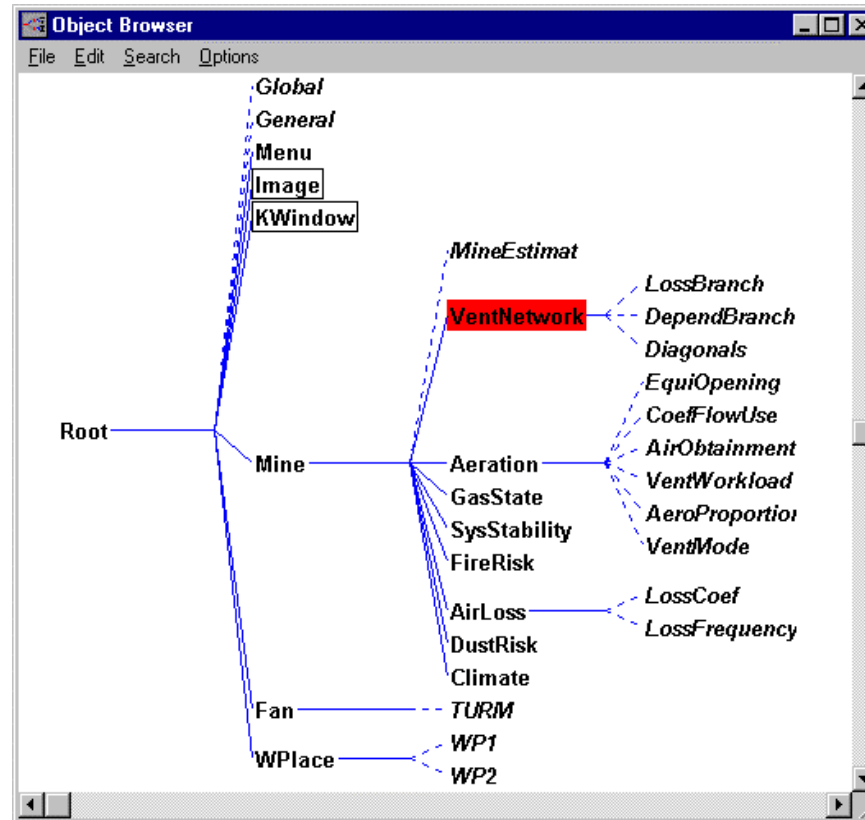 Object Browser
File Edit Search Options
Global
General
Menu
Image
KWindow
MineEstimat
LossBranch
VentNetwork
DependBranch
Diagonals
EquiOpening
CoefFlowUse
Root
AirObtainment
Mine
Aeration
VentWorkload
GasState
AeroProportion
SysStability
VentMode
FireRisk
LossCoef
AirLoss
LossFrequency
DustRisk
Climate
Fan
TURM
WP1
WPlace
WP2